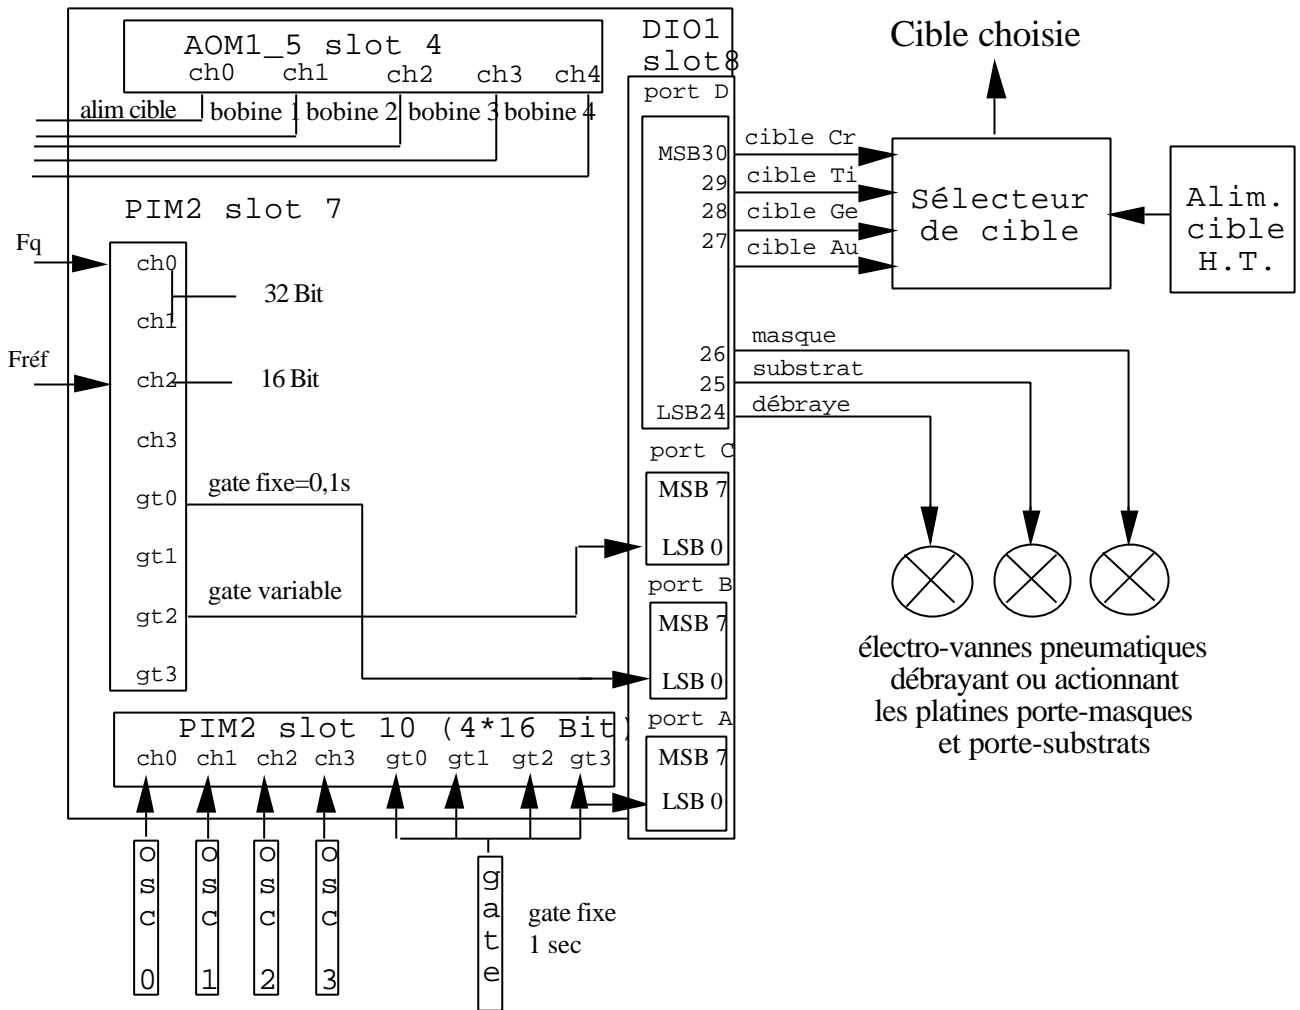 AOM1_5 slot 4
ch0 ch1 ch2 ch3 ch4
alim cible bobine 1 bobine 2 bobine 3 bobine 4
PIM2 slot 7
Fq
ch0
32 Bit
ch1
Fréf
ch2
16 Bit
ch3
gt0
gate fixe=0,1s
gt1
gt2
gate variable
gt3
PIM2 slot 10 (4*16 Bit)
ch0 ch1 ch2 ch3 gt0 gt1 gt2 gt3
osc 0
osc 1
osc 2
osc 3
gate
gate fixe
1 sec
DIO1
slot8
port D
MSB30
29
28
27
26
25
LSB24
port C
MSB 7
LSB 0
port B
MSB 7
LSB 0
port A
MSB 7
LSB 0
cible Cr
cible Ti
cible Ge
cible Au
masque
substrat
débraye
Cible choisie
Sélecteur
de cible
Alim.
cible
H.T.
électro-vannes pneumatiques
débrayant ou actionnant
les platines porte-masques
et porte-substrats